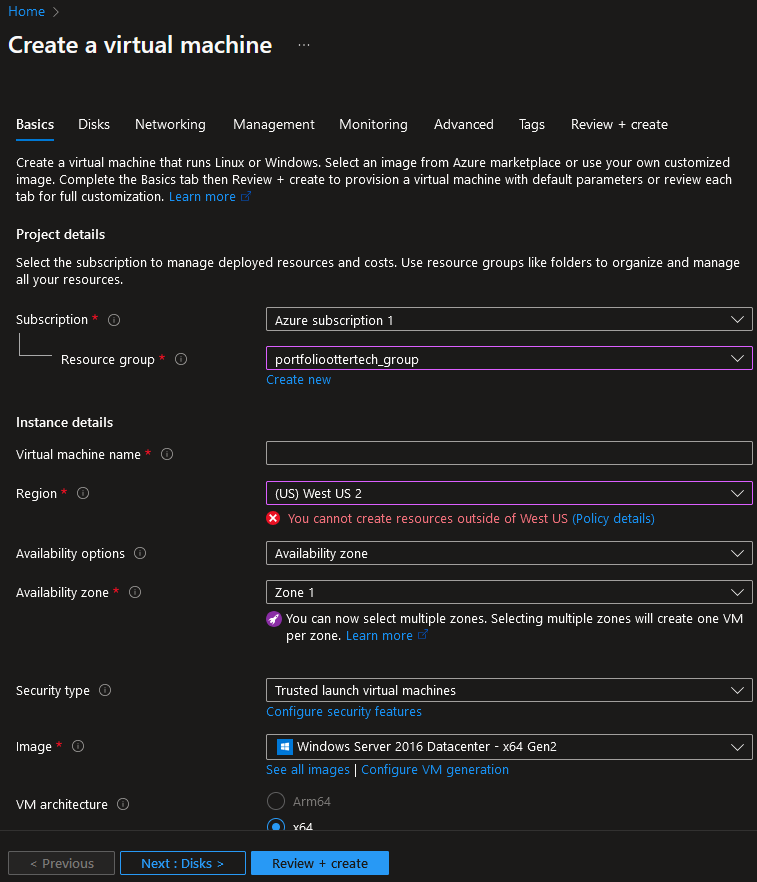 Home >
Create a virtual machine ...
Basics Disks Networking Management Monitoring Advanced Tags Review + create
Create a virtual machine that runs Linux or Windows. Select an image from Azure marketplace or use your own customized
image. Complete the Basics tab then Review + create to provision a virtual machine with default parameters or review each
tab for full customization. Learn more
Project details
Select the subscription to manage deployed resources and costs. Use resource groups like folders to organize and manage
all your resources.
Subscription *
Azure subscription 1
Resource group *
portfolioottertech_group
Create new
Instance details
Virtual machine name *
Region *
(US) West US 2
You cannot create resources outside of West US (Policy details)
Availability options
Availability zone
Availability zone *
Zone 1
You can now select multiple zones. Selecting multiple zones will create one VM
per zone. Learn more
Security type
Trusted launch virtual machines
Configure security features
Image *
Windows Server 2016 Datacenter - x64 Gen2
See all images | Configure VM generation
VM architecture
Arm64
x64
< Previous
Next : Disks >
Review + create